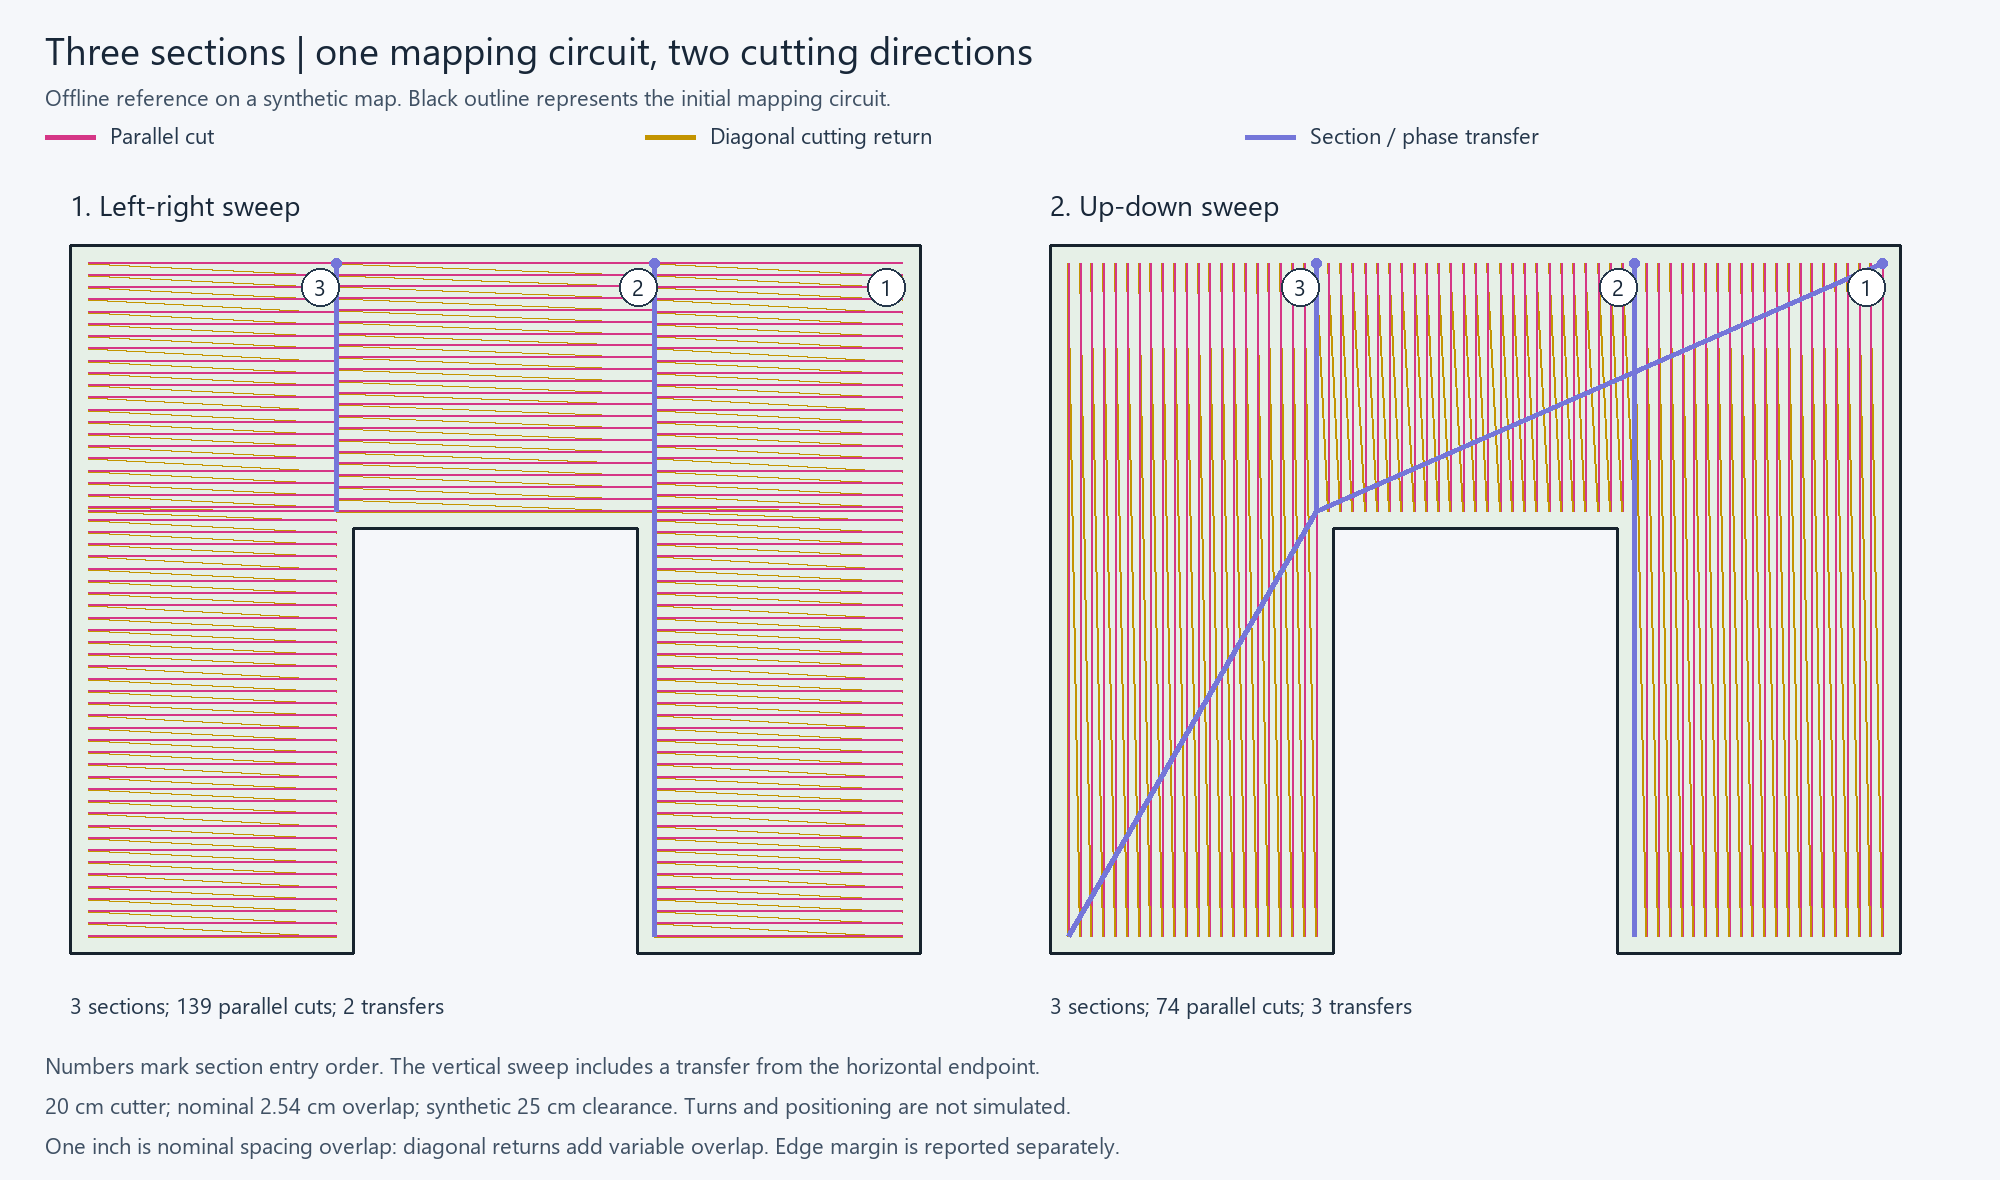 Three sections | one mapping circuit, two cutting directions
Offline reference on a synthetic map. Black outline represents the initial mapping circuit.
Parallel cut
Diagonal cutting return
Section / phase transfer
1. Left-right sweep
3
2
1
3 sections; 139 parallel cuts; 2 transfers
2. Up-down sweep
3
2
1
3 sections; 74 parallel cuts; 3 transfers
Numbers mark section entry order. The vertical sweep includes a transfer from the horizontal endpoint.
20 cm cutter; nominal 2.54 cm overlap; synthetic 25 cm clearance. Turns and positioning are not simulated.
One inch is nominal spacing overlap: diagonal returns add variable overlap. Edge margin is reported separately.